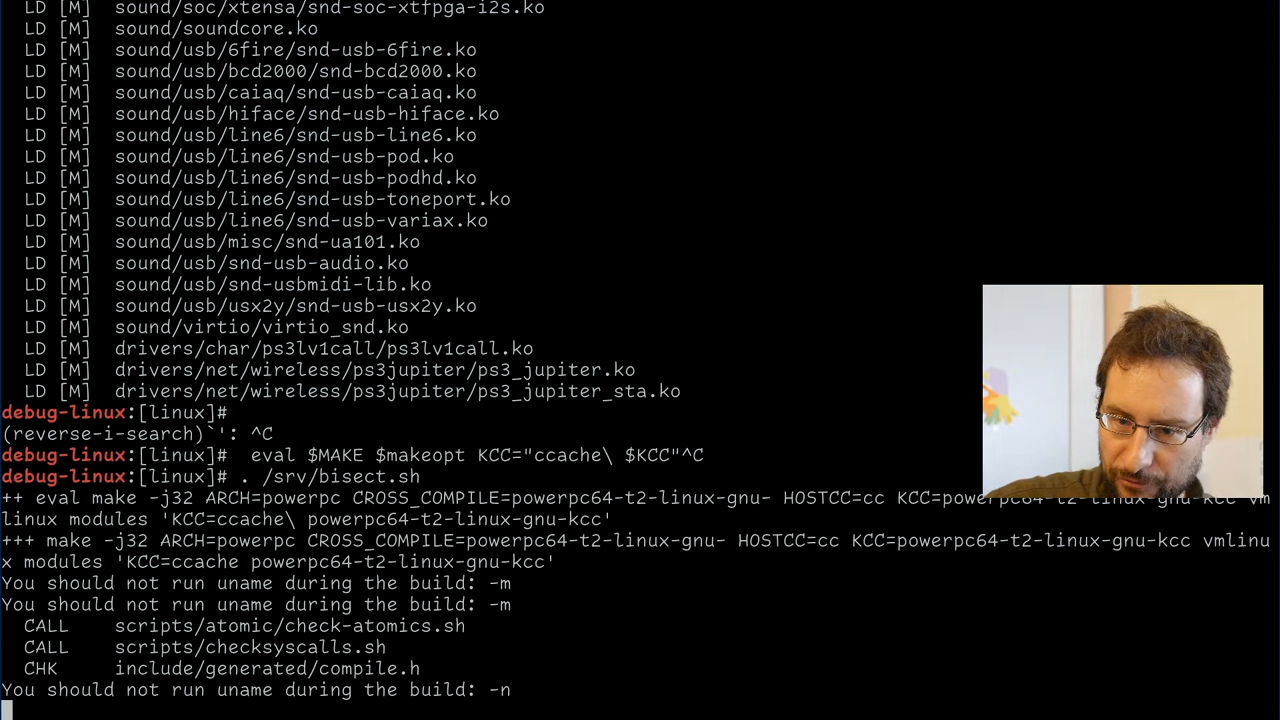 LD [M] sound/soc/xtensa/snd-soc-xtfpga-i2s.ko
LD [M] sound/soundcore.ko
LD [M] sound/usb/6fire/snd-usb-6fire.ko
LD [M] sound/usb/bcd2000/snd-bcd2000.ko
LD [M] sound/usb/caiaq/snd-usb-caiaq.ko
LD [M] sound/usb/hiface/snd-usb-hiface.ko
LD [M] sound/usb/line6/snd-usb-line6.ko
LD [M] sound/usb/line6/snd-usb-pod.ko
LD [M] sound/usb/line6/snd-usb-podhd.ko
LD [M] sound/usb/line6/snd-usb-toneport.ko
LD [M] sound/usb/line6/snd-usb-variax.ko
LD [M] sound/usb/misc/snd-ua101.ko
LD [M] sound/usb/snd-usb-audio.ko
LD [M] sound/usb/snd-usbmidi-lib.ko
LD [M] sound/usb/usx2y/snd-usb-usx2y.ko
LD [M] sound/virtio/virtio_snd.ko
LD [M] drivers/char/ps3lv1call/ps3lv1call.ko
LD [M] drivers/net/wireless/ps3jupiter/ps3_jupiter.ko
LD [M] drivers/net/wireless/ps3jupiter/ps3_jupiter_sta.ko
debug-linux:[linux]#
(reverse-i-search)`': ^C
debug-linux:[linux]#  eval $MAKE $makeopt KCC="ccache\ $KCC"^C
debug-linux:[linux]# . /srv/bisect.sh
++ eval make -j32 ARCH=powerpc CROSS_COMPILE=powerpc64-t2-linux-gnu- HOSTCC=cc KCC=powerpc64-t2-linux-gnu-kcc vm
linux modules 'KCC=ccache\ powerpc64-t2-linux-gnu-kcc'
+++ make -j32 ARCH=powerpc CROSS_COMPILE=powerpc64-t2-linux-gnu- HOSTCC=cc KCC=powerpc64-t2-linux-gnu-kcc vmlinu
x modules 'KCC=ccache powerpc64-t2-linux-gnu-kcc'
You should not run uname during the build: -m
You should not run uname during the build: -m
CALL scripts/atomic/check-atomics.sh
CALL scripts/checksyscalls.sh
CHK include/generated/compile.h
You should not run uname during the build: -n